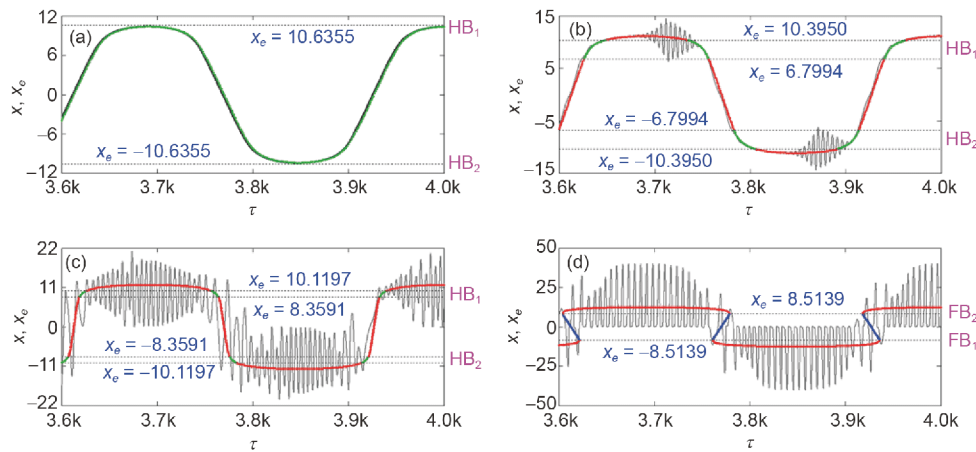 (a)
x, xₑ
12
6
0
−6
−12
xₑ = 10.6355
xₑ = −10.6355
HB₁
HB₂
3.6k 3.7k 3.8k 3.9k 4.0k
τ
(b)
x, xₑ
15
5
−5
−15
xₑ = 10.3950
xₑ = 6.7994
xₑ = −6.7994
xₑ = −10.3950
HB₁
HB₂
3.6k 3.7k 3.8k 3.9k 4.0k
τ
(c)
x, xₑ
22
11
0
−11
−22
xₑ = 10.1197
xₑ = 8.3591
xₑ = −8.3591
xₑ = −10.1197
HB₁
HB₂
3.6k 3.7k 3.8k 3.9k 4.0k
τ
(d)
x, xₑ
50
25
0
−25
−50
xₑ = 8.5139
xₑ = −8.5139
FB₂
FB₁
3.6k 3.7k 3.8k 3.9k 4.0k
τ